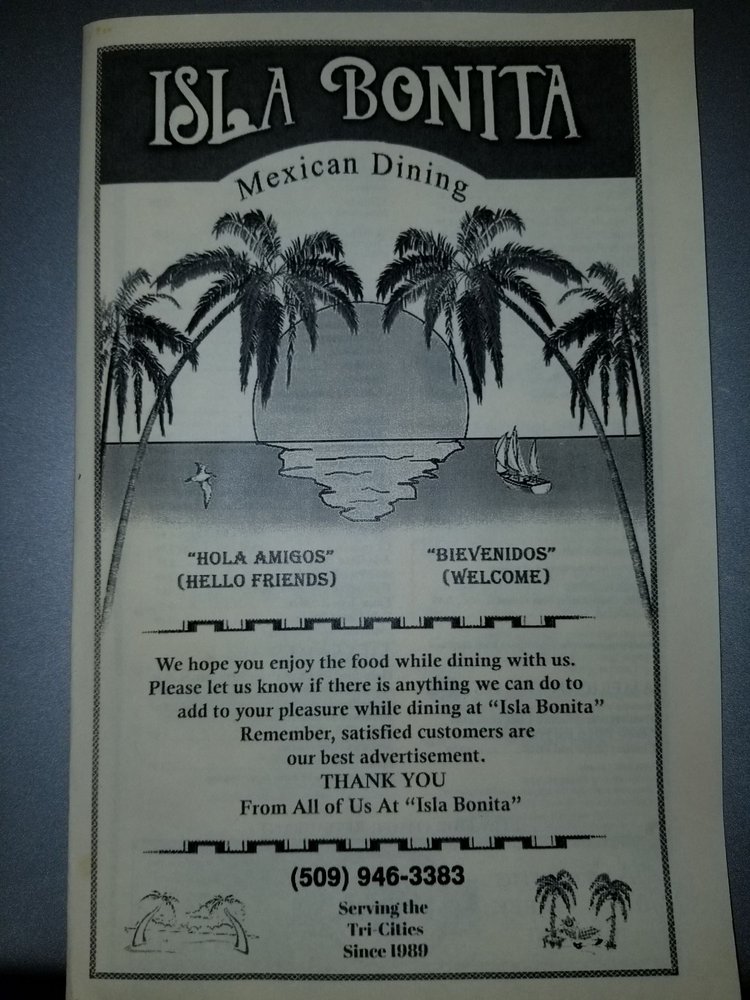 ISLA BONITA
Mexican Dining
"HOLA AMIGOS"
(HELLO FRIENDS)
"BIEVENIDOS"
(WELCOME)
We hope you enjoy the food while dining with us.
Please let us know if there is anything we can do to
add to your pleasure while dining at "Isla Bonita"
Remember, satisfied customers are
our best advertisement.
THANK YOU
From All of Us At "Isla Bonita"
(509) 946-3383
Serving the
Tri-Cities
Since 1989